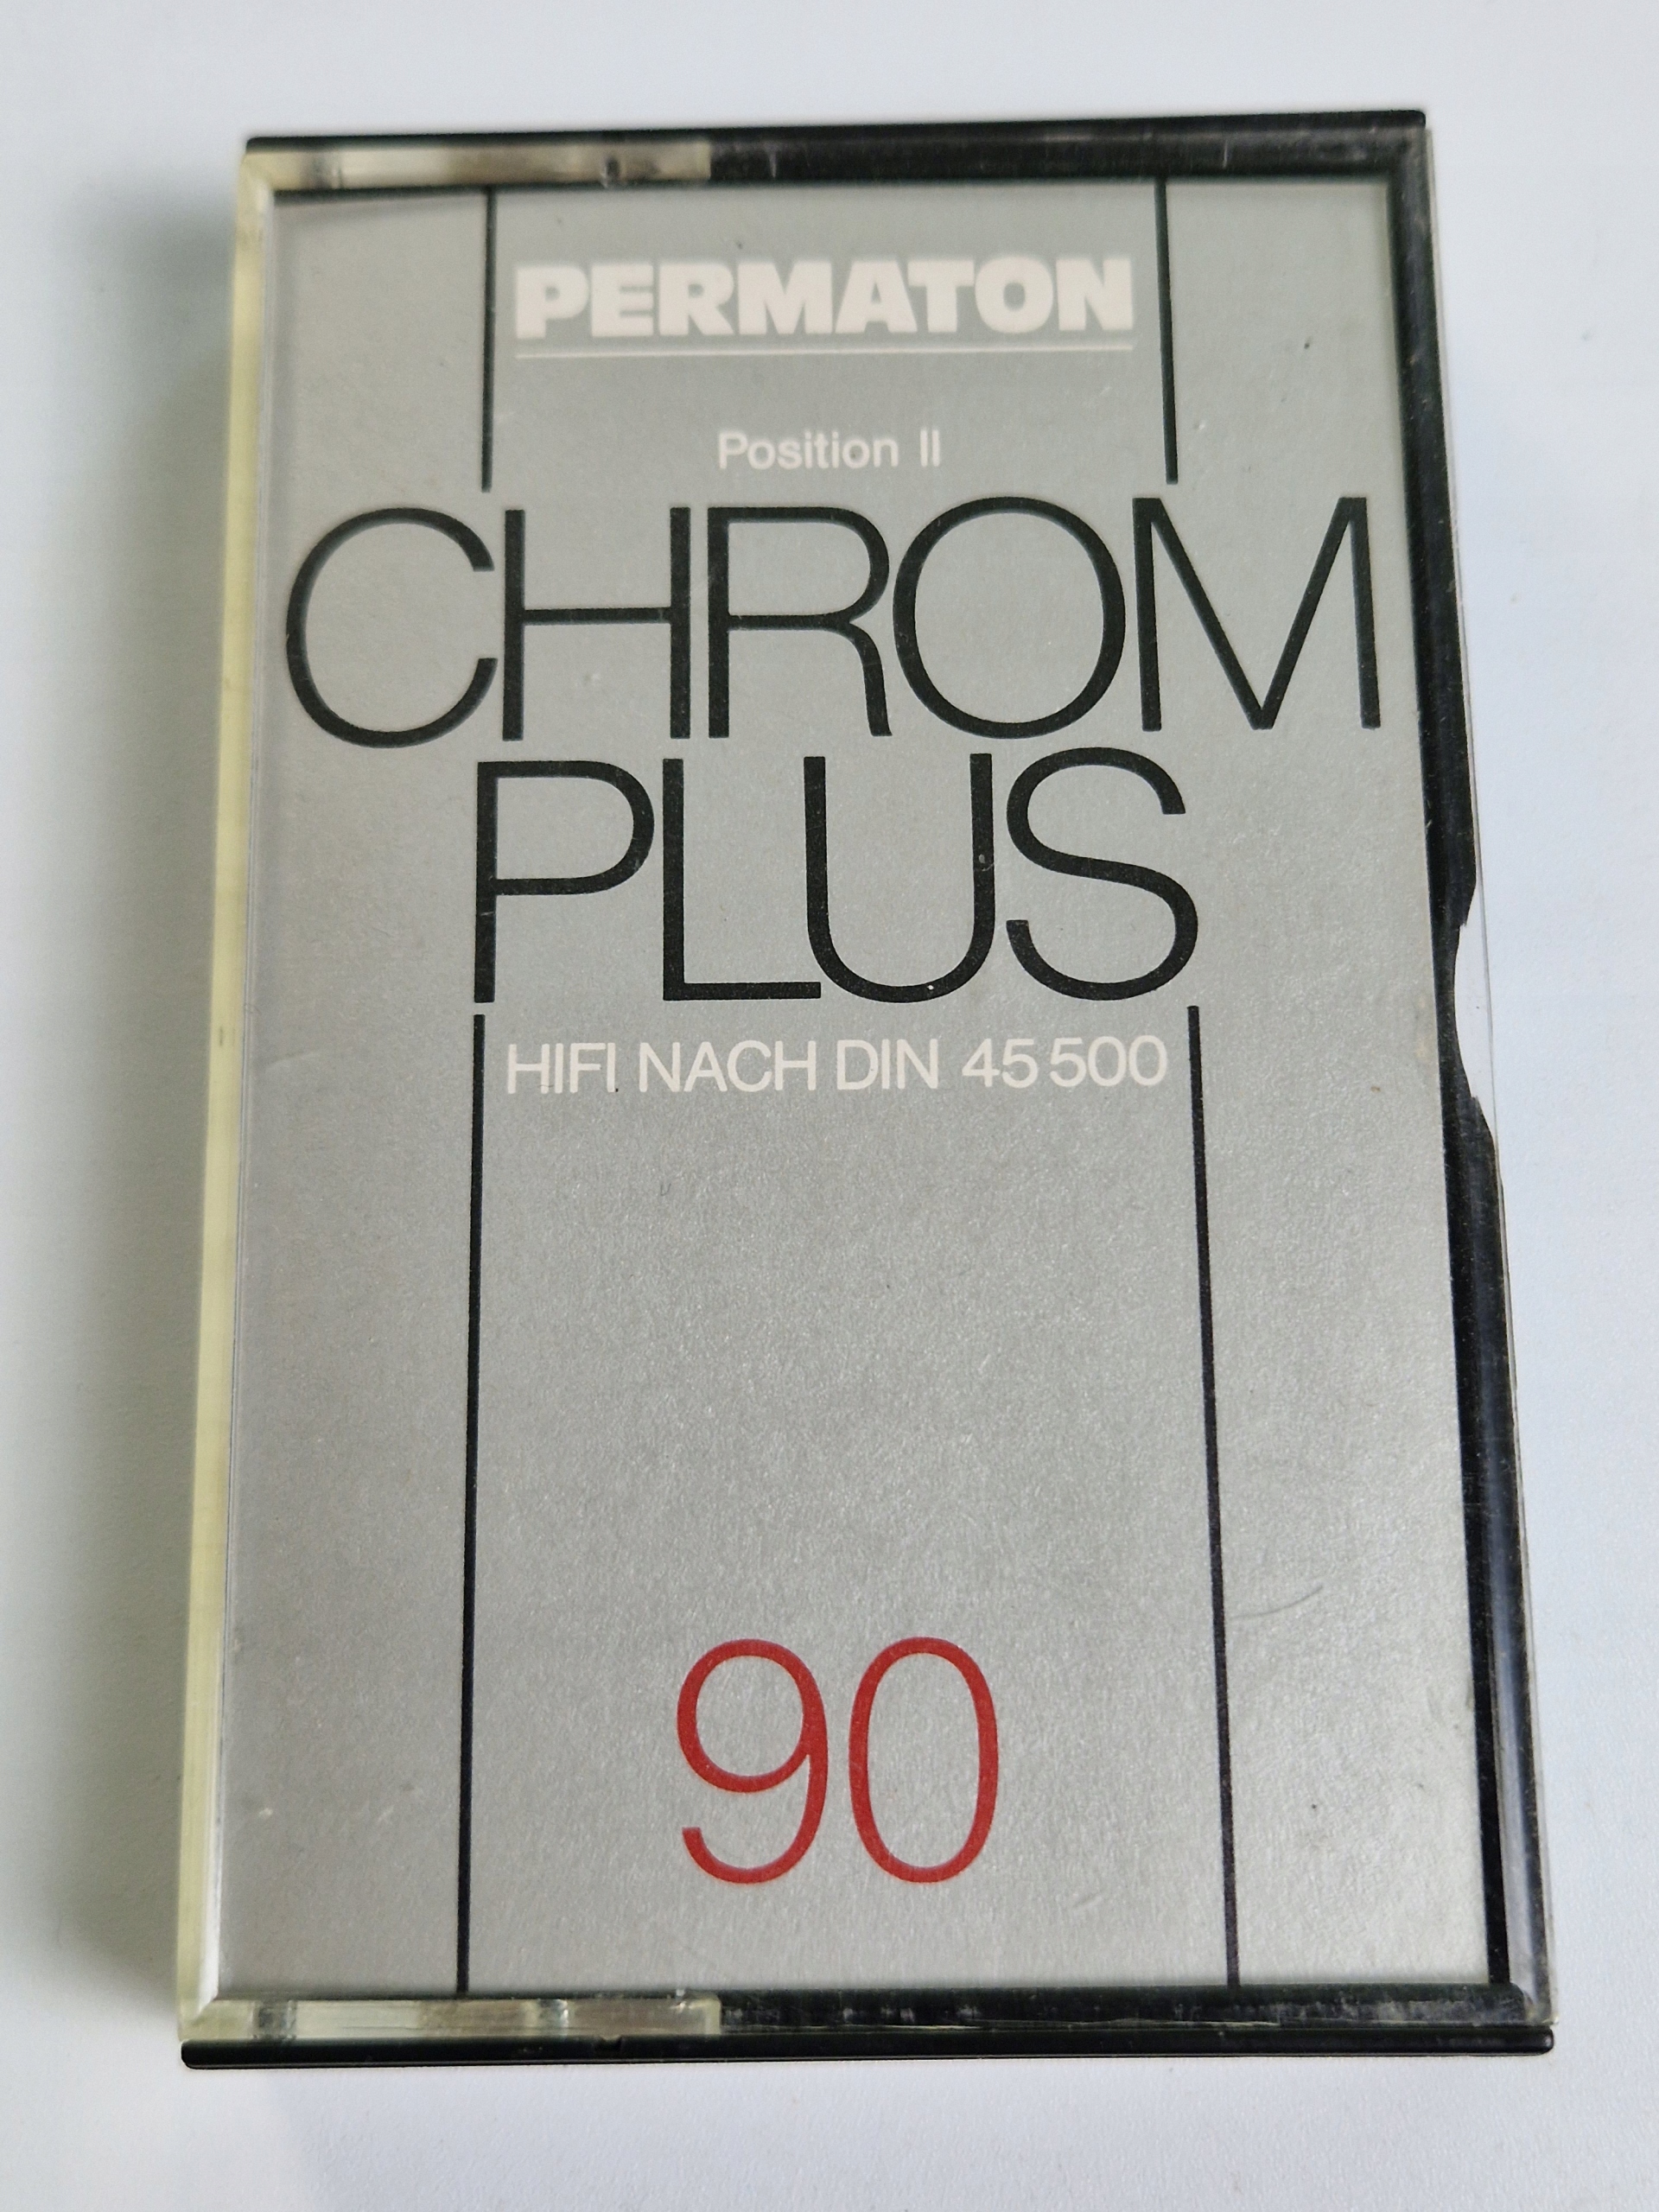 PERMATON
Position II
CHROM
PLUS
HIFI NACH DIN 45 500
90